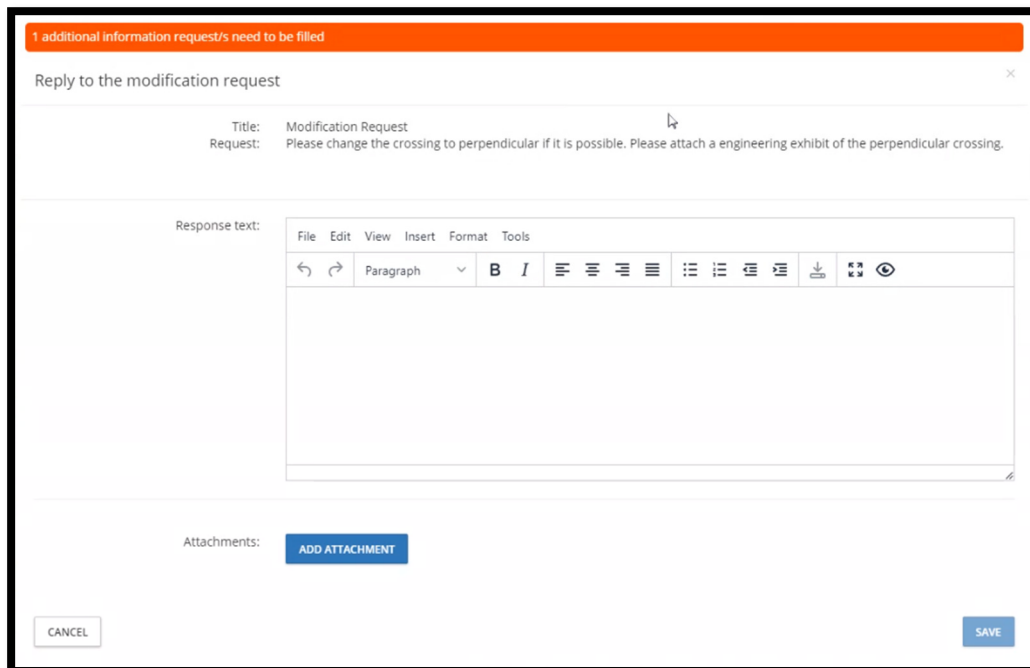 1 additional information request/s need to be filled
Reply to the modification request
Title: Modification Request
Request: Please change the crossing to perpendicular if it is possible. Please attach a engineering exhibit of the perpendicular crossing.
Response text:
File Edit View Insert Format Tools
Paragraph B I
Attachments: ADD ATTACHMENT
CANCEL SAVE